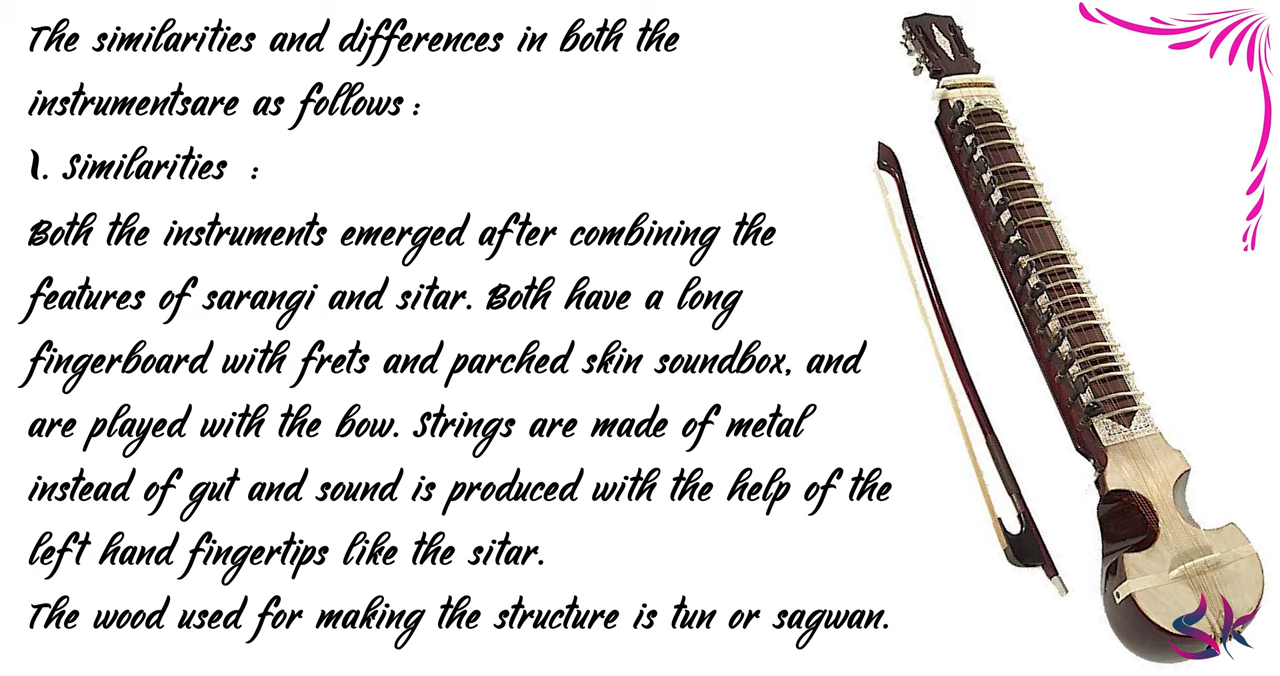 The similarities and differences in both the
instrumentsare as follows :
1. Similarities :
Both the instruments emerged after combining the
features of sarangi and sitar. Both have a long
fingerboard with frets and parched skin soundbox, and
are played with the bow. Strings are made of metal
instead of gut and sound is produced with the help of the
left hand fingertips like the sitar.
The wood used for making the structure is tun or sagwan.
SK